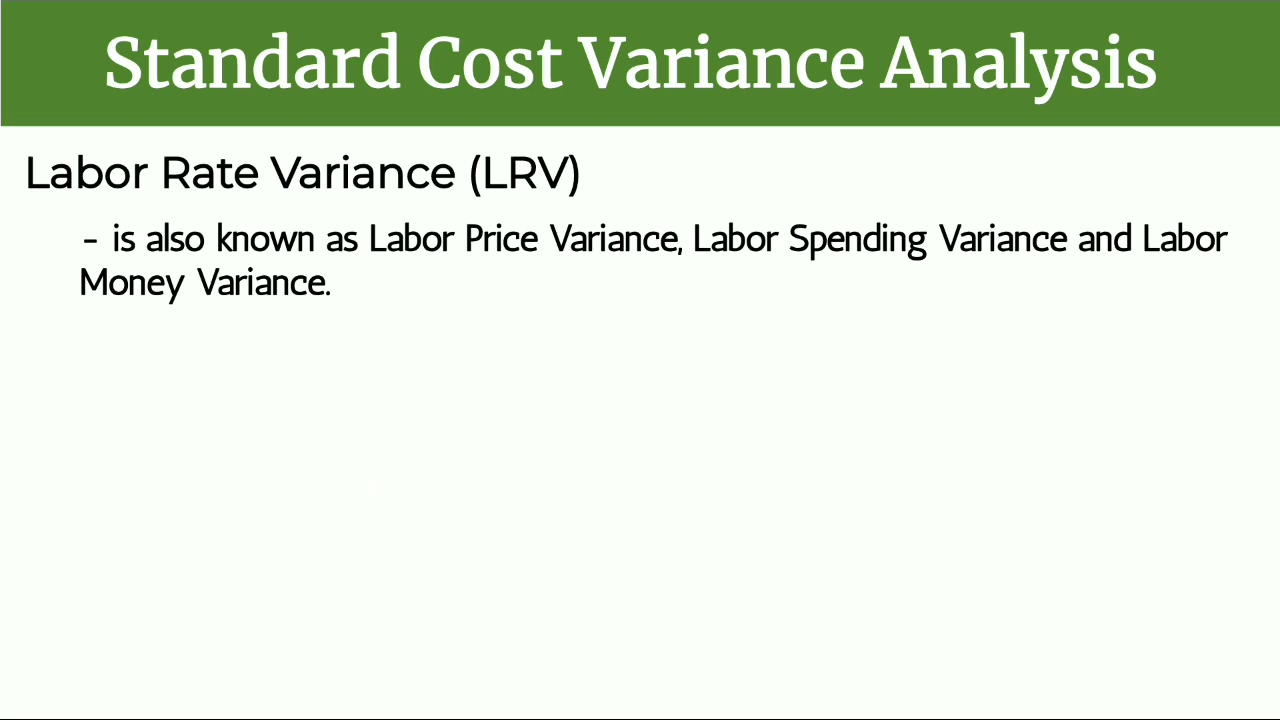 Standard Cost Variance Analysis
Labor Rate Variance (LRV)
- is also known as Labor Price Variance, Labor Spending Variance and Labor
Money Variance.